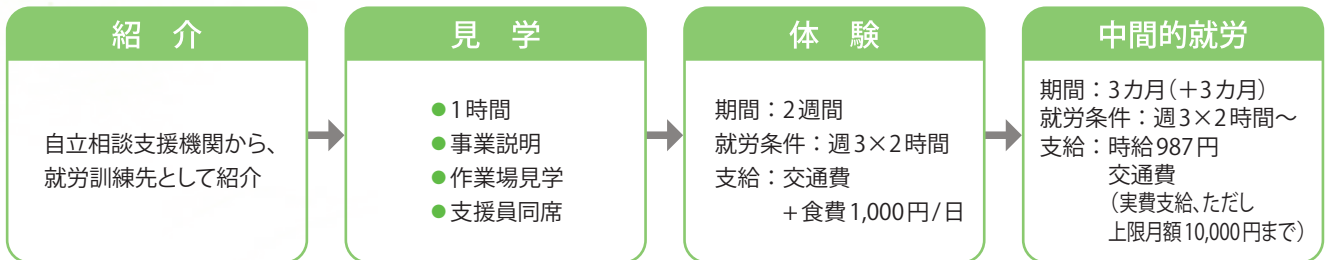 紹 介
自立相談支援機関から、
就労訓練先として紹介
見 学
●1時間
●事業説明
●作業場見学
●支援員同席
体 験
期間：2週間
就労条件：週3×2時間
支給：交通費
+食費1,000円/日
中間的就労
期間：3カ月（+3カ月）
就労条件：週3×2時間〜
支給：時給987円
交通費
（実費支給、ただし
上限月額10,000円まで）